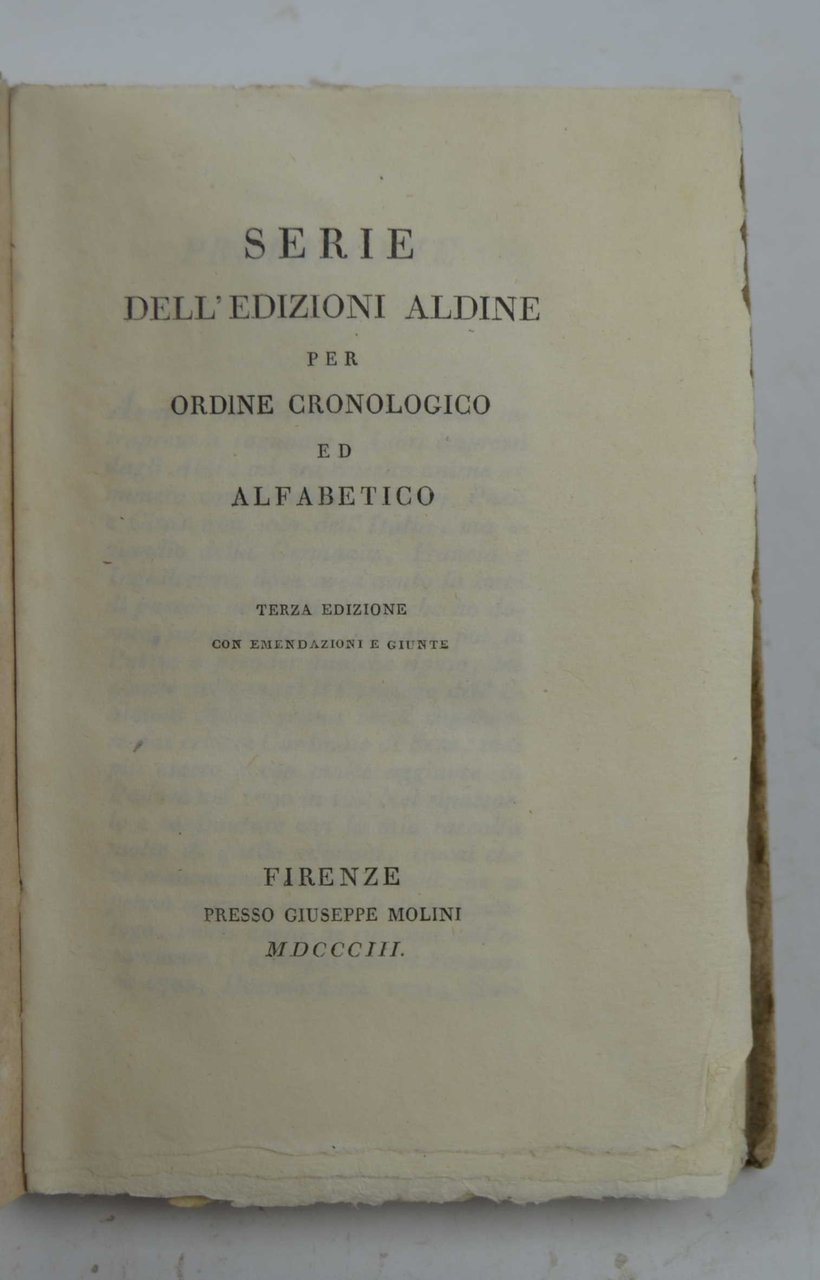 SERIE
DELL' EDIZIONI ALDINE
PER
ORDINE CRONOLOGICO
ED
ALFABETICO
TERZA EDIZIONE
CON EMENDAZIONI E GIUNTE
FIRENZE
PRESSO GIUSEPPE MOLINI
MDCCCIII.